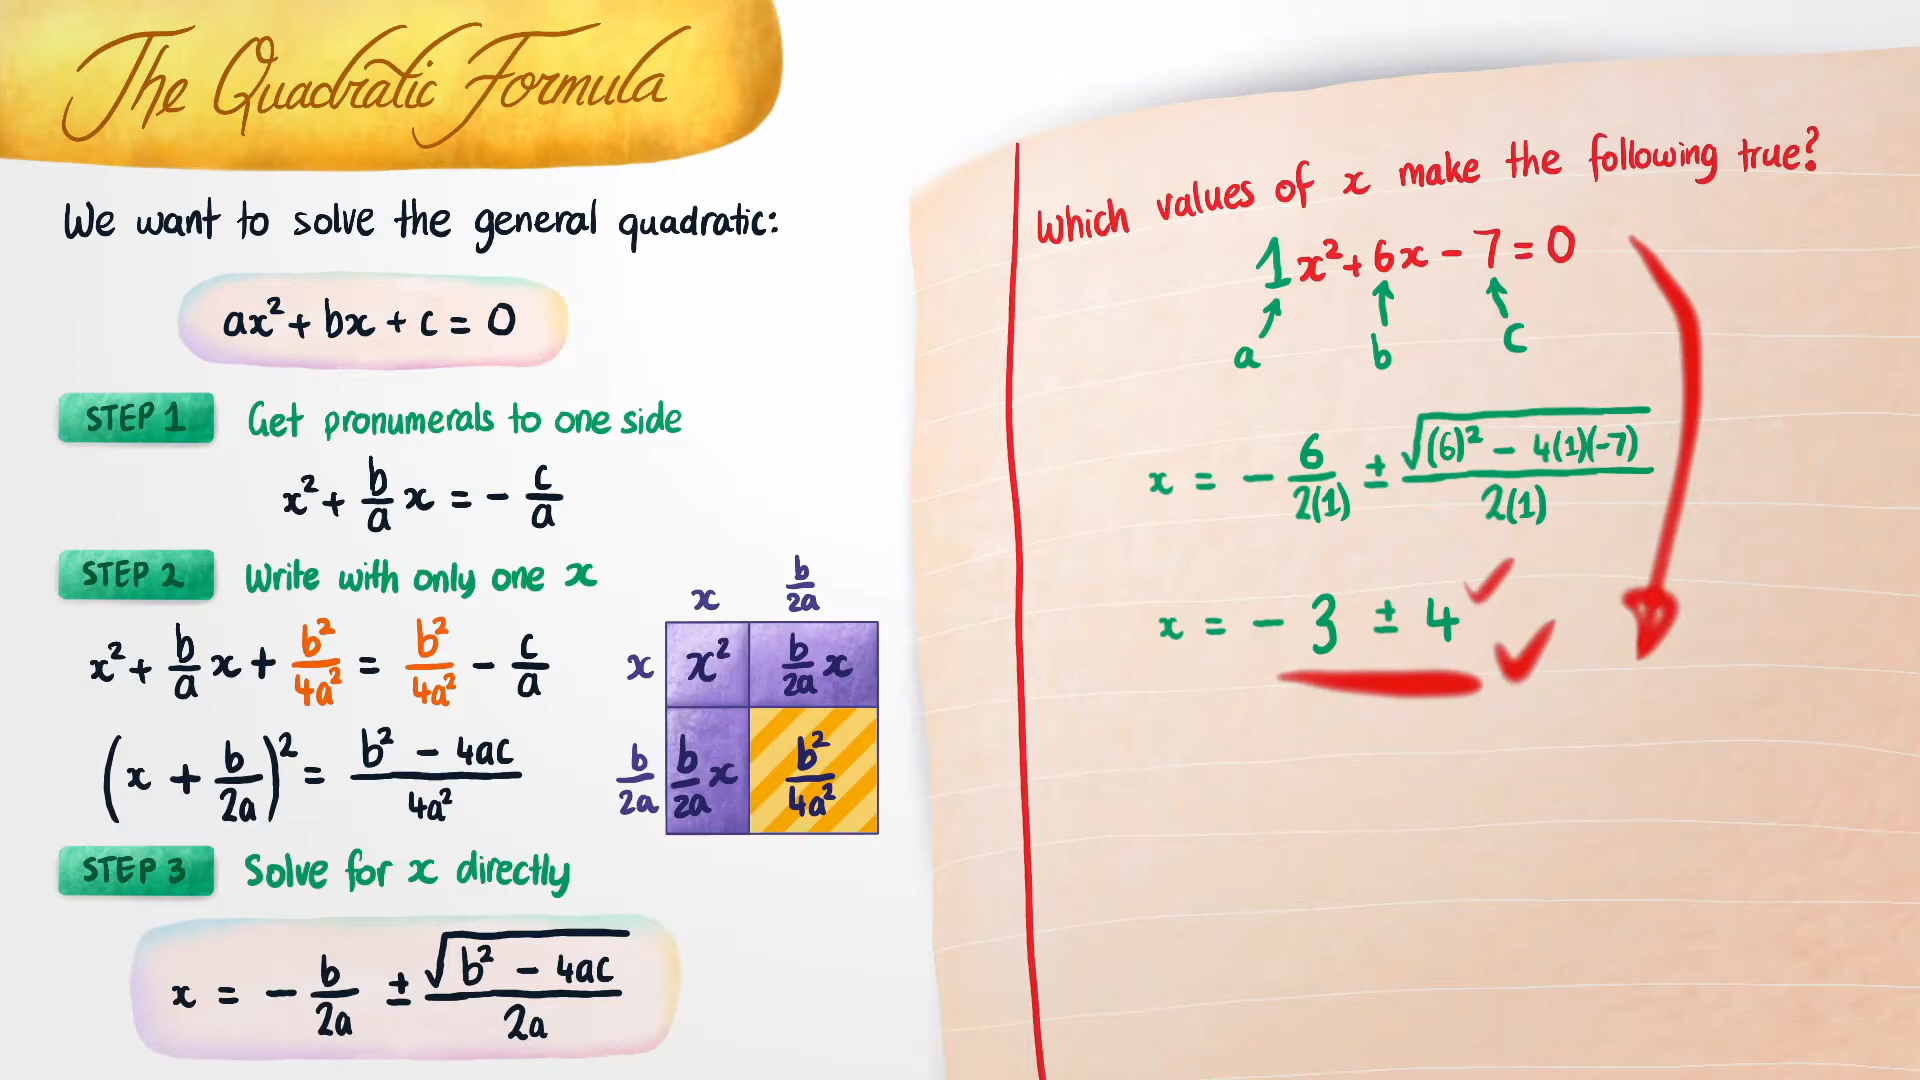 The Quadratic Formula
We want to solve the general quadratic:
ax² + bx + c = 0
STEP 1 Get pronumerals to one side
x² + b/a x = - c/a
STEP 2 Write with only one x
x² + b/a x + b²/4a² = b²/4a² - c/a
(x + b/2a)² = b² - 4ac/4a²
x b/2a
x x² b/2a x
b/2a b/2a x b²/4a²
STEP 3 Solve for x directly
x = - b/2a ± √b² - 4ac/2a
Which values of x make the following true?
1x² + 6x - 7 = 0
a b c
x = - 6/2(1) ± √(6)² - 4(1)(-7)/2(1)
x = - 3 ± 4 ✓ ✓